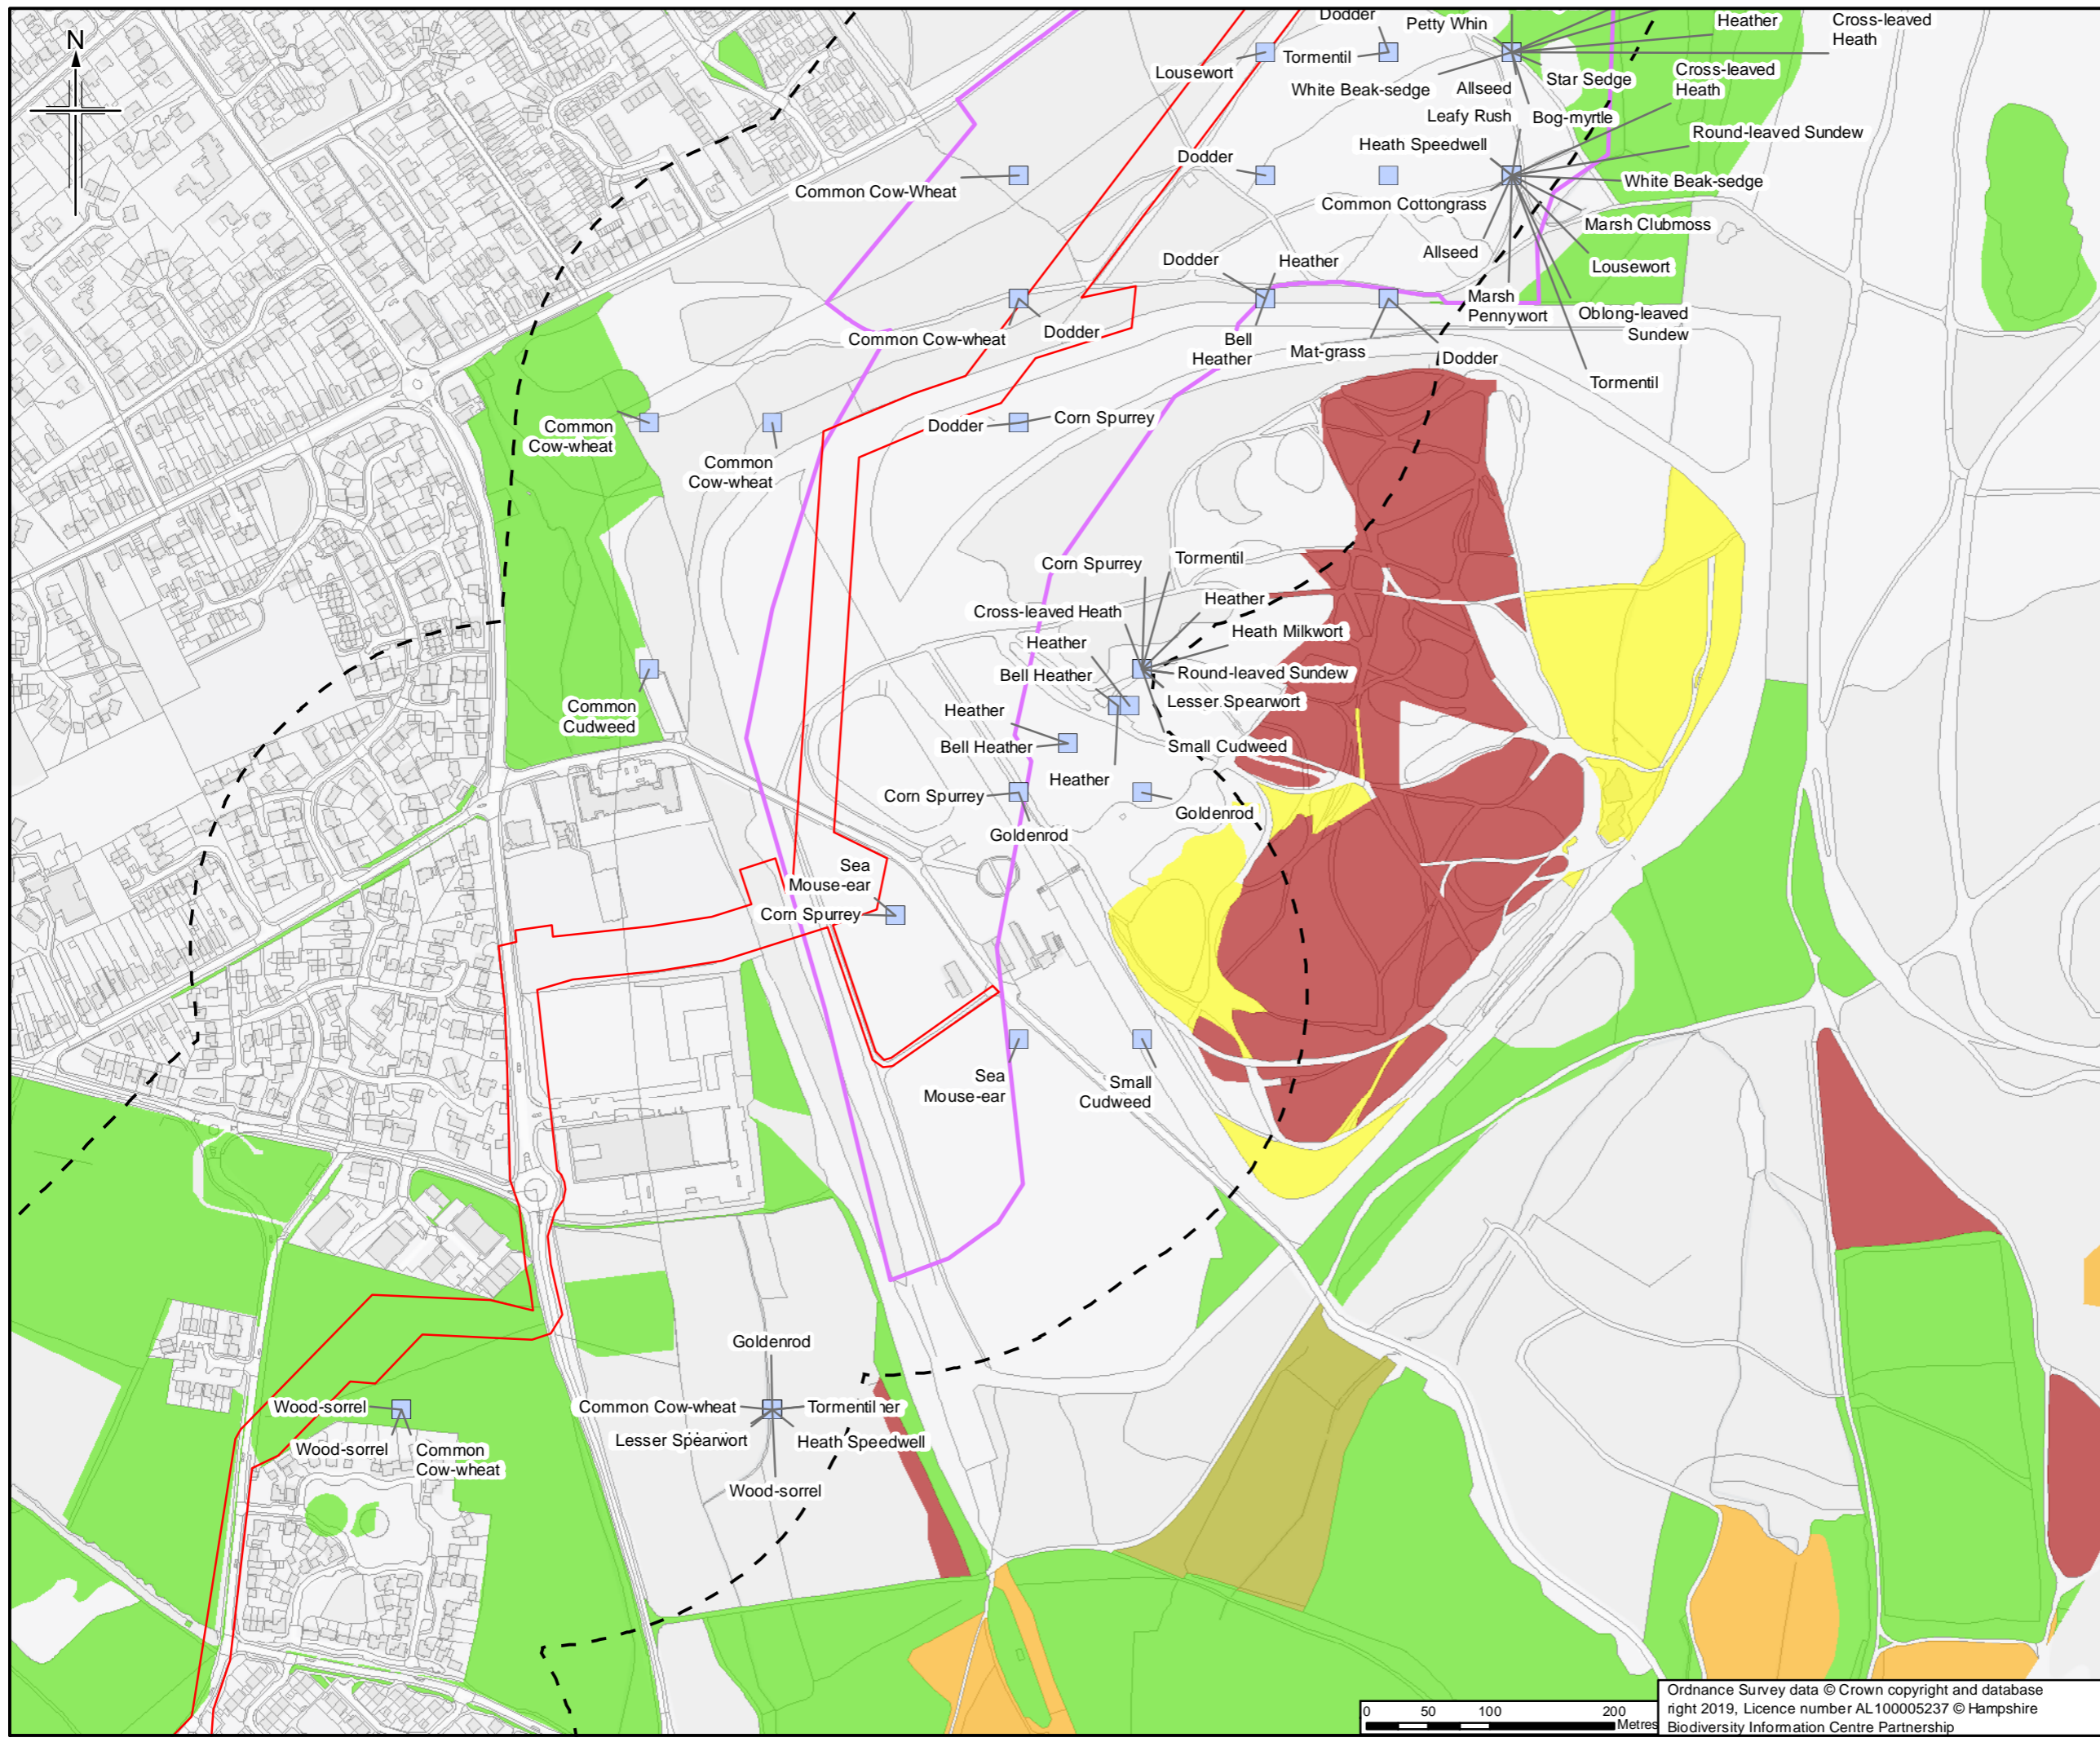 N
Dodder
Petty Whin
Heather
Cross-leaved
Heath
Lousewort
Tormentil
White Beak-sedge
Allseed
Star Sedge
Cross-leaved
Heath
Leafy Rush
Bog-myrtle
Round-leaved Sundew
Heath Speedwell
Dodder
Common Cow-Wheat
White Beak-sedge
Common Cottongrass
Marsh Clubmoss
Allseed
Lousewort
Dodder
Heather
Marsh
Pennywort
Oblong-leaved
Sundew
Common Cow-wheat
Dodder
Bell
Heather
Mat-grass
Dodder
Tormentil
Common
Cow-wheat
Dodder
Corn Spurrey
Common
Cow-wheat
Corn Spurrey
Tormentil
Cross-leaved Heath
Heather
Heather
Heath Milkwort
Bell Heather
Round-leaved Sundew
Lesser Spearwort
Common
Cudweed
Heather
Bell Heather
Small Cudweed
Heather
Corn Spurrey
Goldenrod
Goldenrod
Sea
Mouse-ear
Corn Spurrey
Sea
Mouse-ear
Small
Cudweed
Goldenrod
Wood-sorrel
Common Cow-wheat
Tormentil
Wood-sorrel
Common
Cow-wheat
Lesser Spearwort
Heath Speedwell
Wood-sorrel
0 50 100 200
Metres
Ordnance Survey data © Crown copyright and database
right 2019, Licence number AL100005237 © Hampshire
Biodiversity Information Centre Partnership